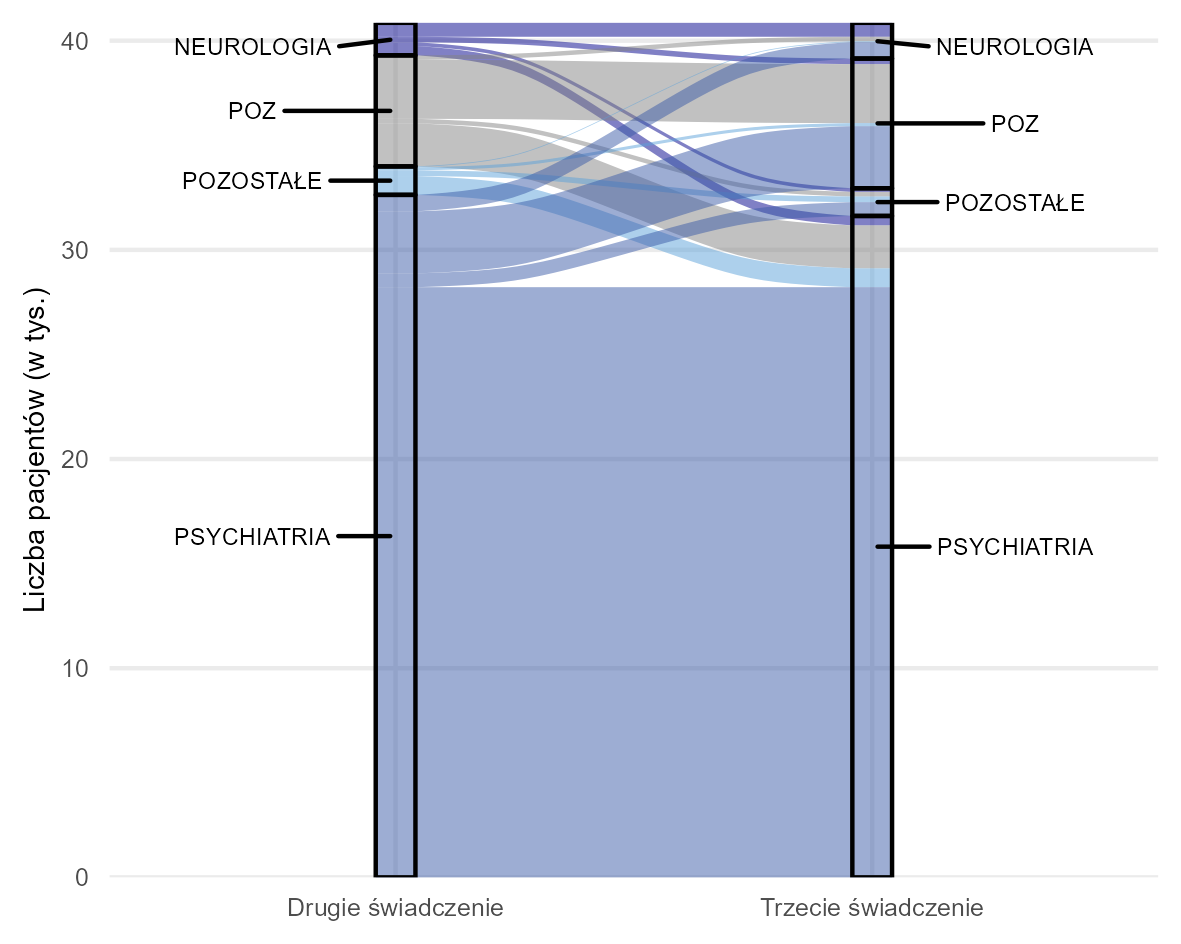 40
30
20
10
0
Liczba pacjentów (w tys.)
NEUROLOGIA
POZ
POZOSTAŁE
PSYCHIATRIA
NEUROLOGIA
POZ
POZOSTAŁE
PSYCHIATRIA
Drugie świadczenie
Trzecie świadczenie